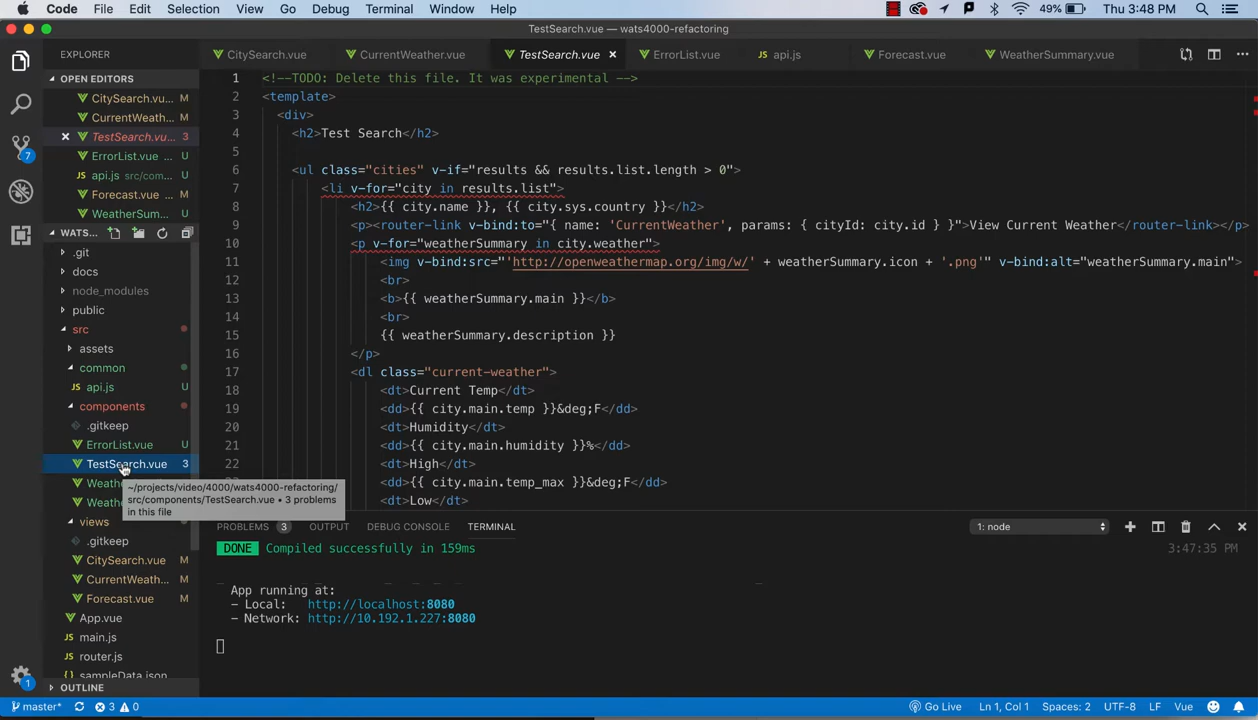 Code File Edit Selection View Go Debug Terminal Window Help 49% Thu 3:48 PM
TestSearch.vue — wats4000-refactoring
EXPLORER
CitySearch.vue
CurrentWeather.vue
TestSearch.vue
ErrorList.vue
api.js
Forecast.vue
WeatherSummary.vue
OPEN EDITORS
CitySearch.vu... M
CurrentWeath... M
TestSearch.vu... 3
ErrorList.vue U
api.js src/com... U
Forecast.vue M
WeatherSum... U
WATS...
.git
docs
node_modules
public
src
assets
common
api.js U
components
.gitkeep
ErrorList.vue U
TestSearch.vue 3
Weathe
Weathe
views
.gitkeep
CitySearch.vue M
CurrentWeath... M
Forecast.vue M
App.vue
main.js
router.js
sampleData.json
OUTLINE
7
1
~/projects/video/4000/wats4000-refactoring/
src/components/TestSearch.vue • 3 problems
in this file
1 <!--TODO: Delete this file. It was experimental -->
2 <template>
3 <div>
4 <h2>Test Search</h2>
5
6 <ul class="cities" v-if="results && results.list.length > 0">
7 <li v-for="city in results.list">
8 <h2>{{ city.name }}, {{ city.sys.country }}</h2>
9 <p><router-link v-bind:to="{ name: 'CurrentWeather', params: { cityId: city.id } }">View Current Weather</router-link></p>
10 <p v-for="weatherSummary in city.weather">
11 <img v-bind:src="'http://openweathermap.org/img/w/' + weatherSummary.icon + '.png'" v-bind:alt="weatherSummary.main">
12 <br>
13 <b>{{ weatherSummary.main }}</b>
14 <br>
15 {{ weatherSummary.description }}
16 </p>
17 <dl class="current-weather">
18 <dt>Current Temp</dt>
19 <dd>{{ city.main.temp }}&deg;F</dd>
20 <dt>Humidity</dt>
21 <dd>{{ city.main.humidity }}%</dd>
22 <dt>High</dt>
<dd>{{ city.main.temp_max }}&deg;F</dd>
<dt>Low</dt>
PROBLEMS 3 OUTPUT DEBUG CONSOLE TERMINAL 1: node
DONE Compiled successfully in 159ms 3:47:35 PM
App running at:
- Local: http://localhost:8080
- Network: http://10.192.1.227:8080
master* 3 0 Go Live Ln 1, Col 1 Spaces: 2 UTF-8 LF Vue